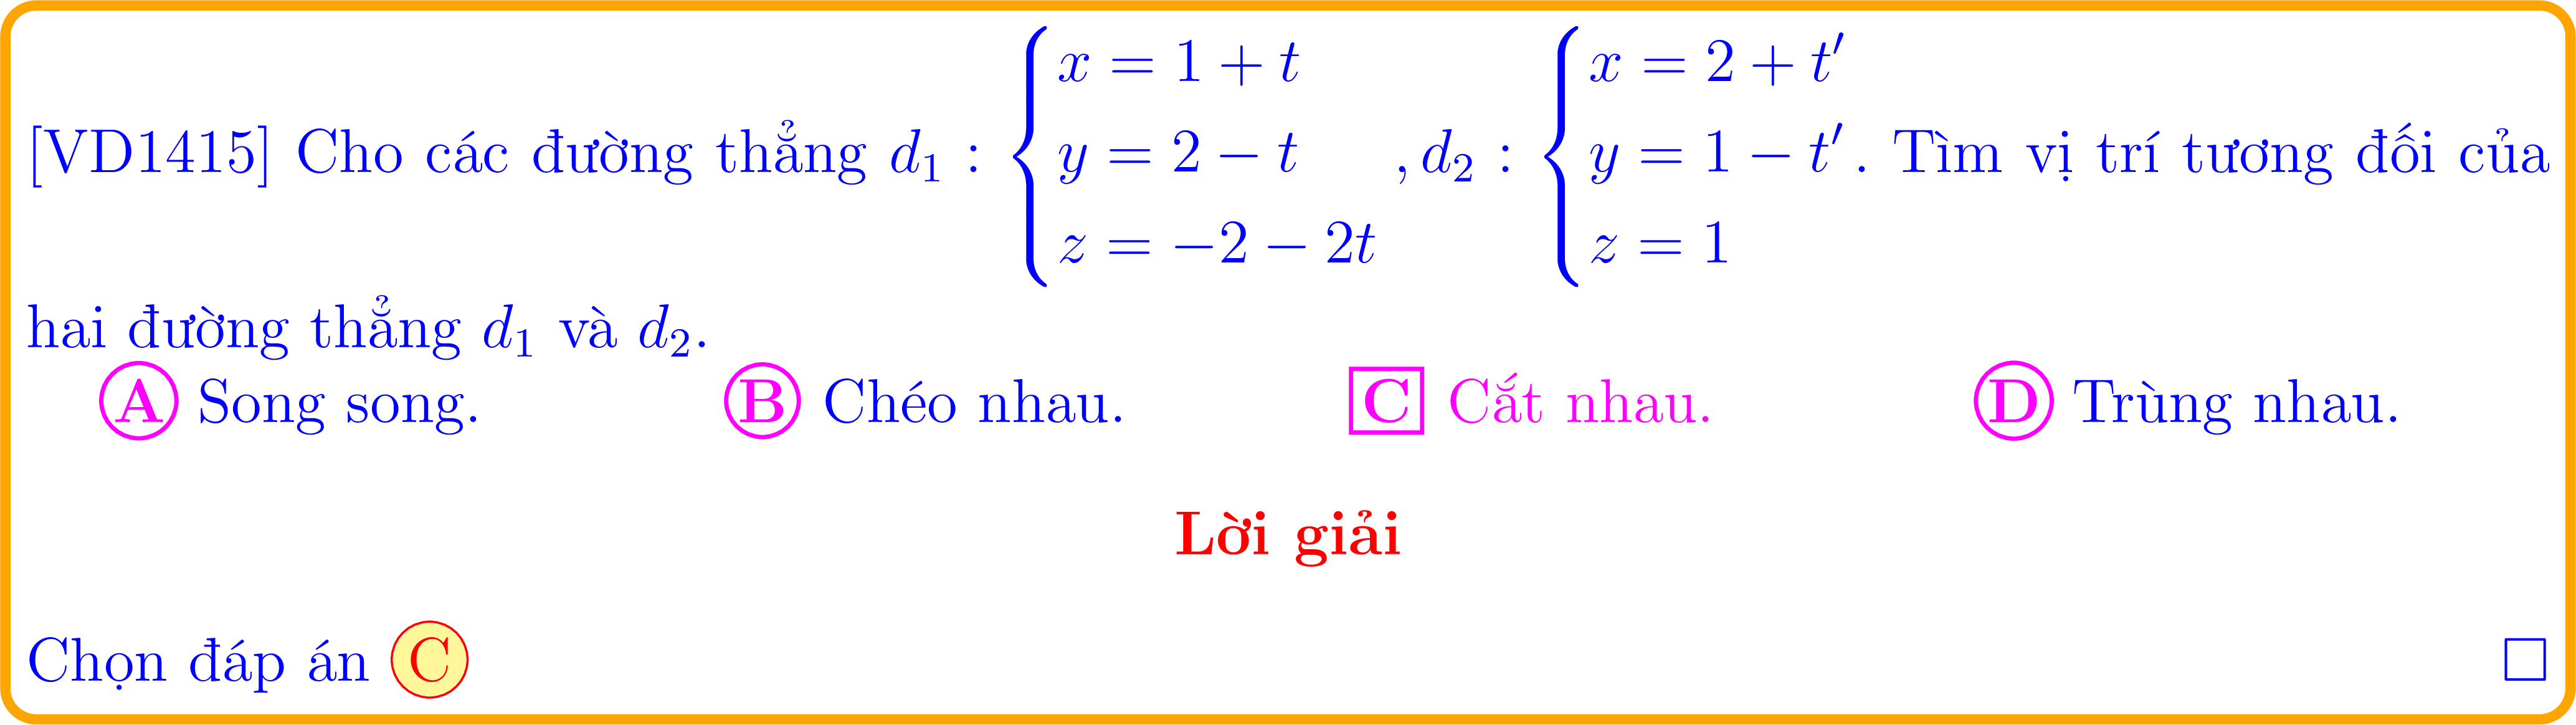 [VD1415] Cho các đường thẳng $d_1 : \begin{cases} x = 1 + t \\ y = 2 - t \\ z = -2 - 2t \end{cases}, d_2 : \begin{cases} x = 2 + t' \\ y = 1 - t' \\ z = 1 \end{cases}$. Tìm vị trí tương đối của
hai đường thẳng $d_1$ và $d_2$.
A Song song. B Chéo nhau. C Cắt nhau. D Trùng nhau.
Lời giải
Chọn đáp án C □